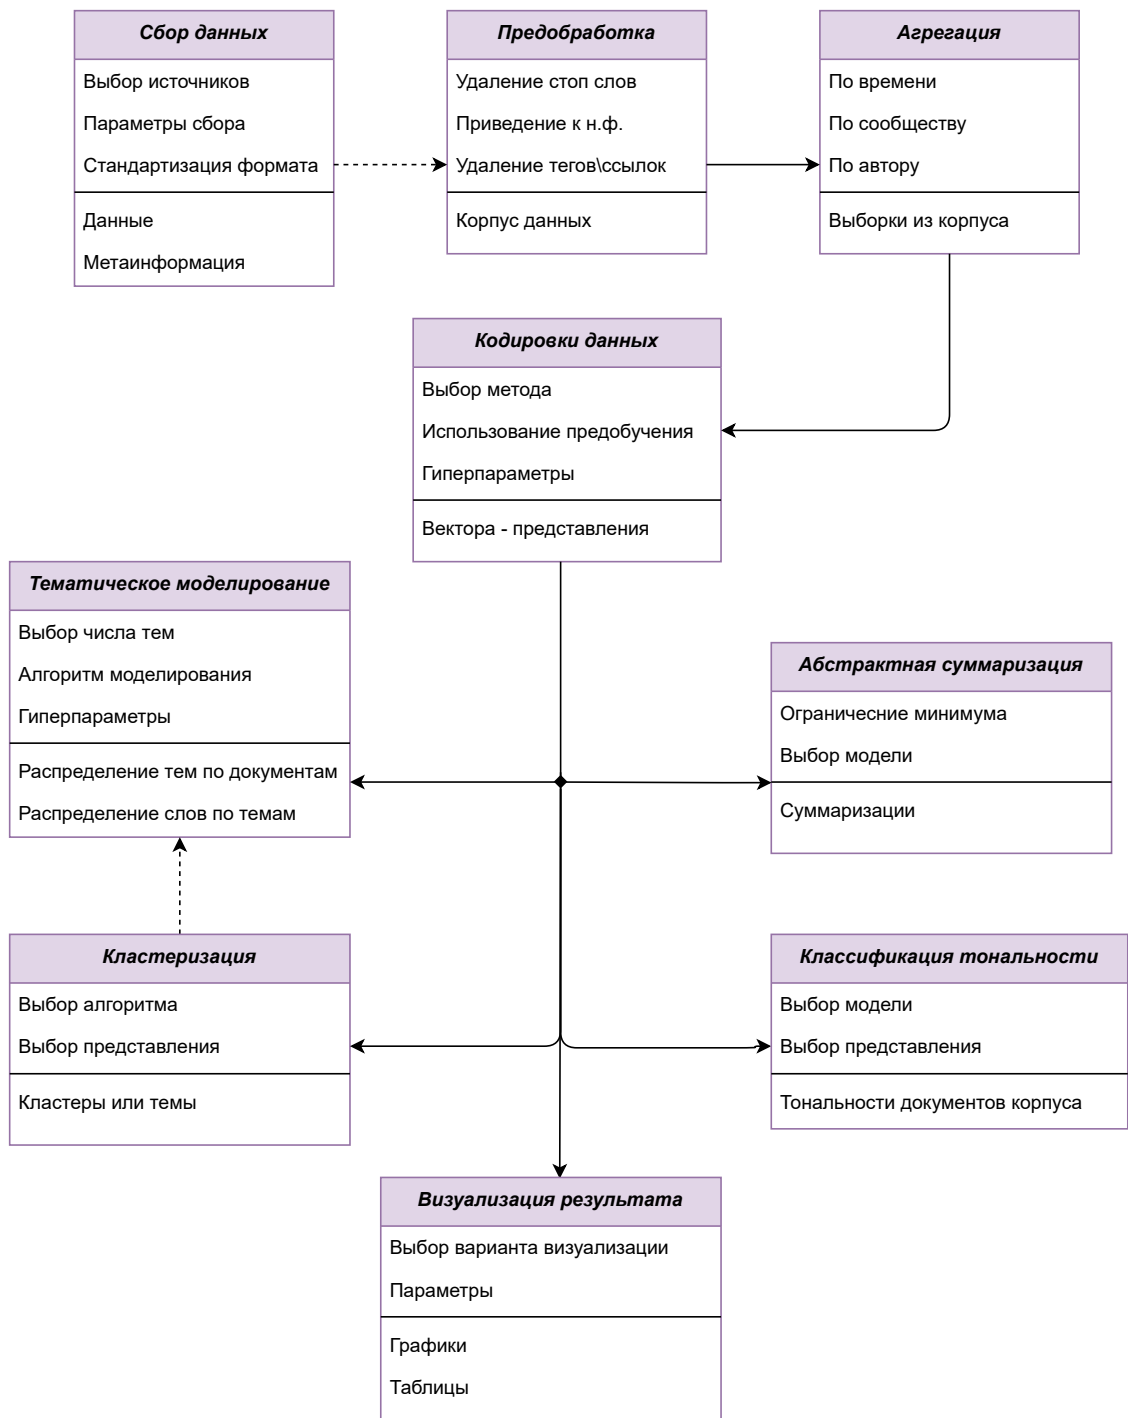 Сбор данных
Выбор источников
Параметры сбора
Стандартизация формата
Данные
Метаинформация
Предобработка
Удаление стоп слов
Приведение к н.ф.
Удаление тегов\ссылок
Корпус данных
Агрегация
По времени
По сообществу
По автору
Выборки из корпуса
Кодировки данных
Выбор метода
Использование предобучения
Гиперпараметры
Вектора - представления
Тематическое моделирование
Выбор числа тем
Алгоритм моделирования
Гиперпараметры
Распределение тем по документам
Распределение слов по темам
Абстрактная суммаризация
Ограничесние минимума
Выбор модели
Суммаризации
Кластеризация
Выбор алгоритма
Выбор представления
Кластеры или темы
Классификация тональности
Выбор модели
Выбор представления
Тональности документов корпуса
Визуализация результата
Выбор варианта визуализации
Параметры
Графики
Таблицы